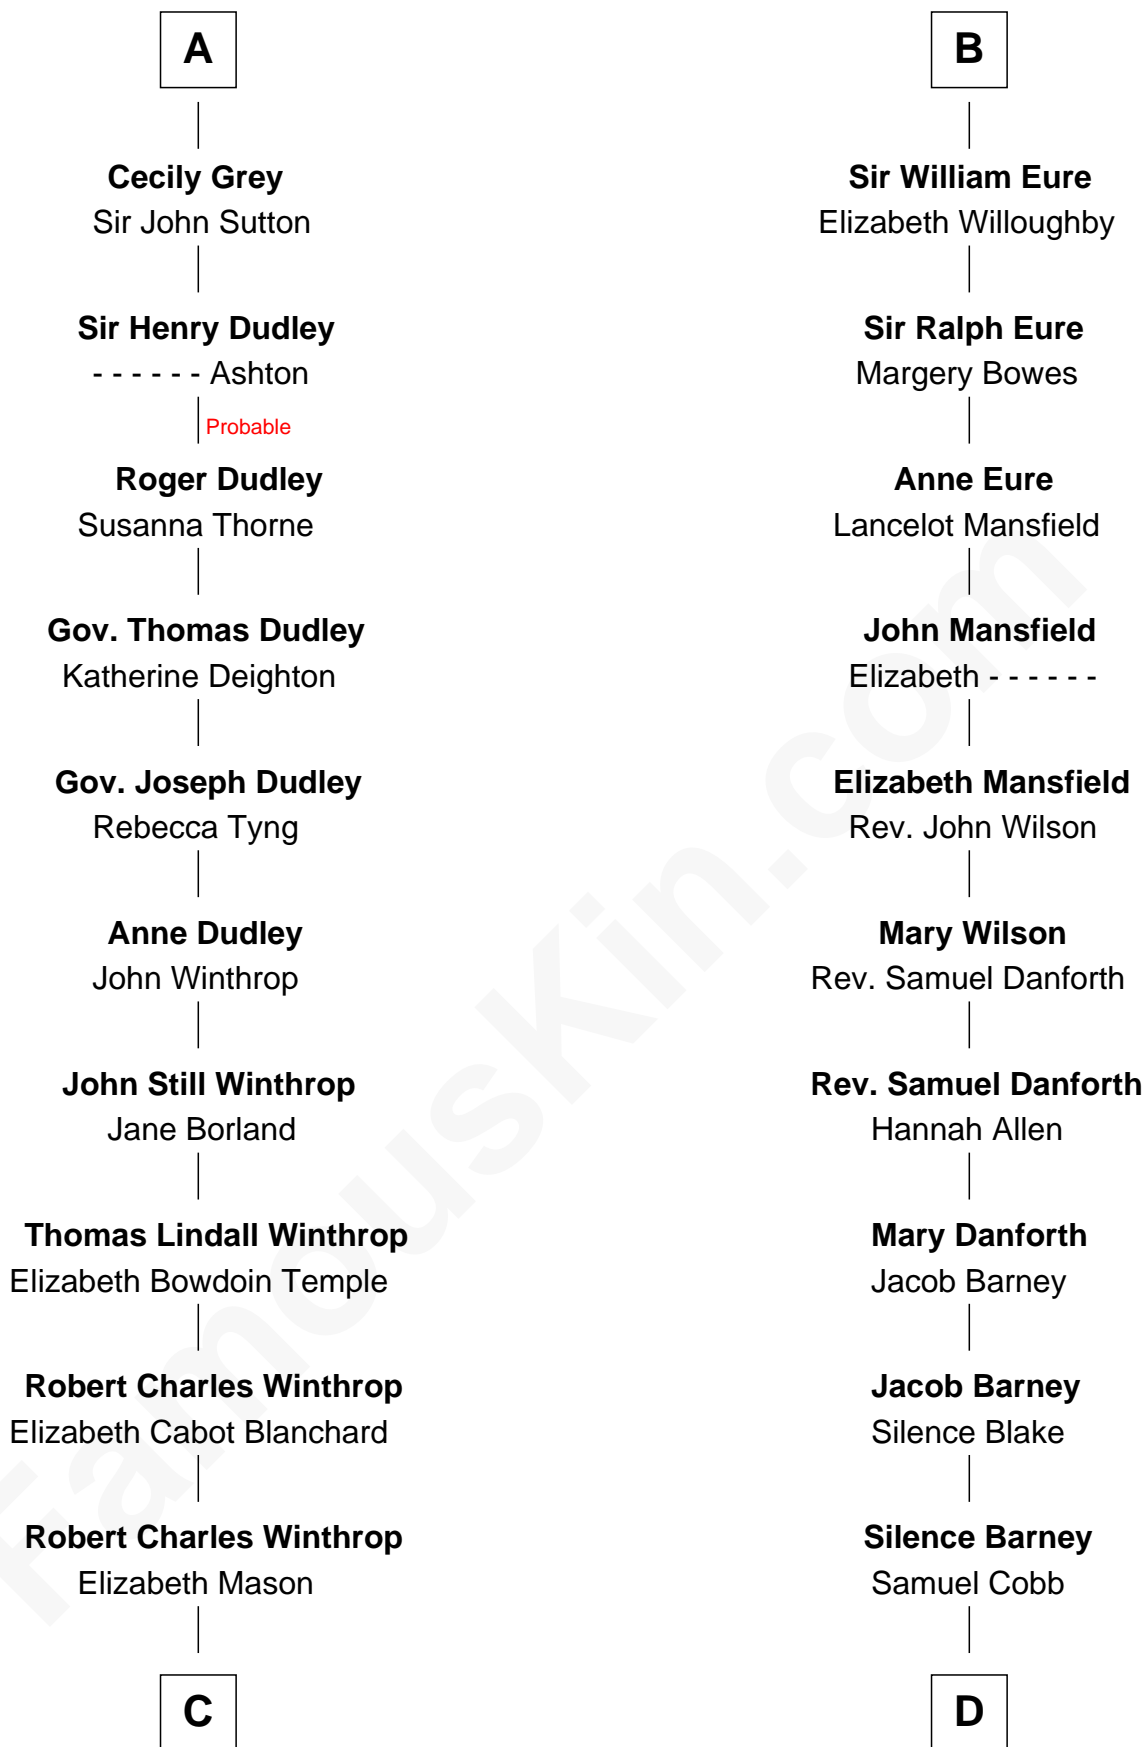 A
Cecily Grey
Sir John Sutton
Sir Henry Dudley
- - - - - - Ashton
Probable
Roger Dudley
Susanna Thorne
Gov. Thomas Dudley
Katherine Deighton
Gov. Joseph Dudley
Rebecca Tyng
Anne Dudley
John Winthrop
John Still Winthrop
Jane Borland
Thomas Lindall Winthrop
Elizabeth Bowdoin Temple
Robert Charles Winthrop
Elizabeth Cabot Blanchard
Robert Charles Winthrop
Elizabeth Mason
C
B
Sir William Eure
Elizabeth Willoughby
Sir Ralph Eure
Margery Bowes
Anne Eure
Lancelot Mansfield
John Mansfield
Elizabeth - - - - - -
Elizabeth Mansfield
Rev. John Wilson
Mary Wilson
Rev. Samuel Danforth
Rev. Samuel Danforth
Hannah Allen
Mary Danforth
Jacob Barney
Jacob Barney
Silence Blake
Silence Barney
Samuel Cobb
D
FamousKin.com